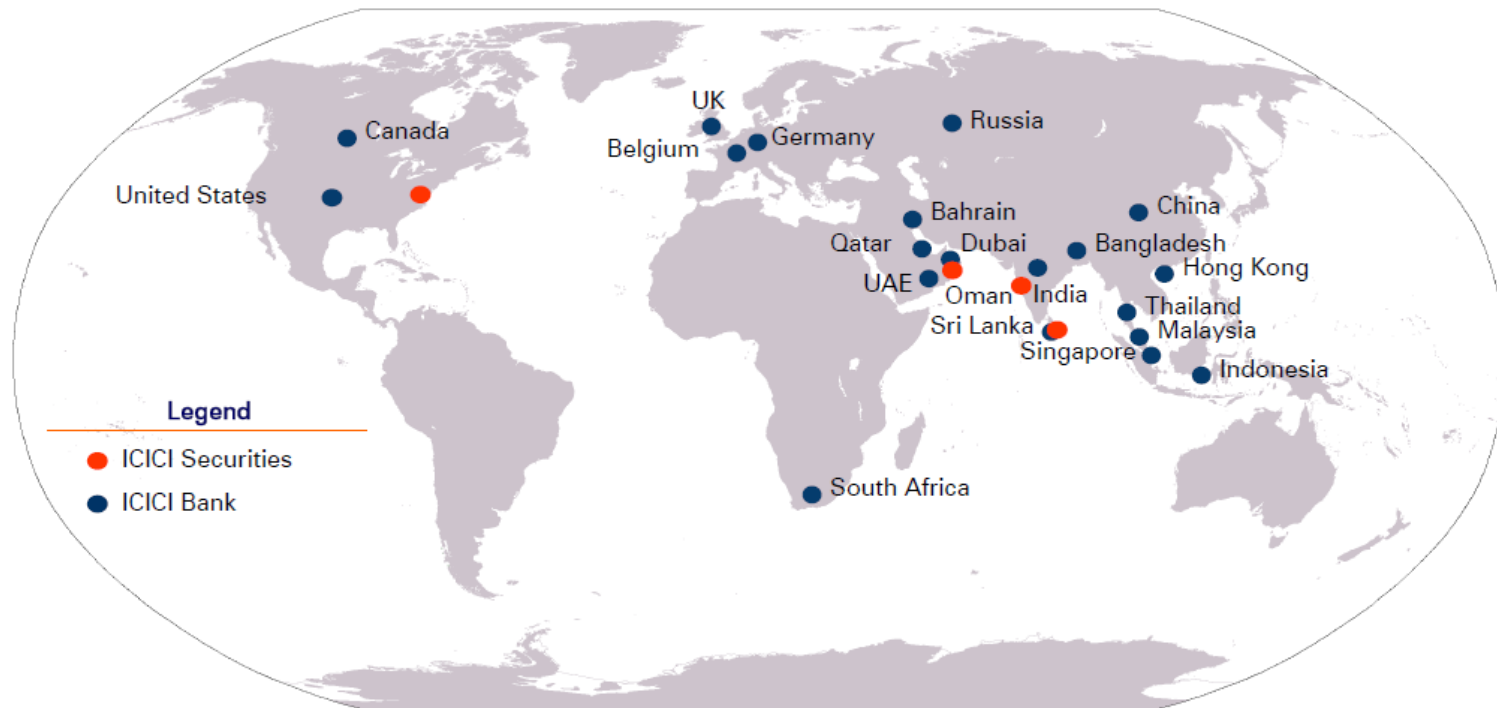 UK
Canada
Russia
Germany
Belgium
United States
China
Bahrain
Qatar
Dubai
Bangladesh
Hong Kong
UAE
Oman
India
Thailand
Sri Lanka
Malaysia
Singapore
Indonesia
Legend
ICICI Securities
ICICI Bank
South Africa